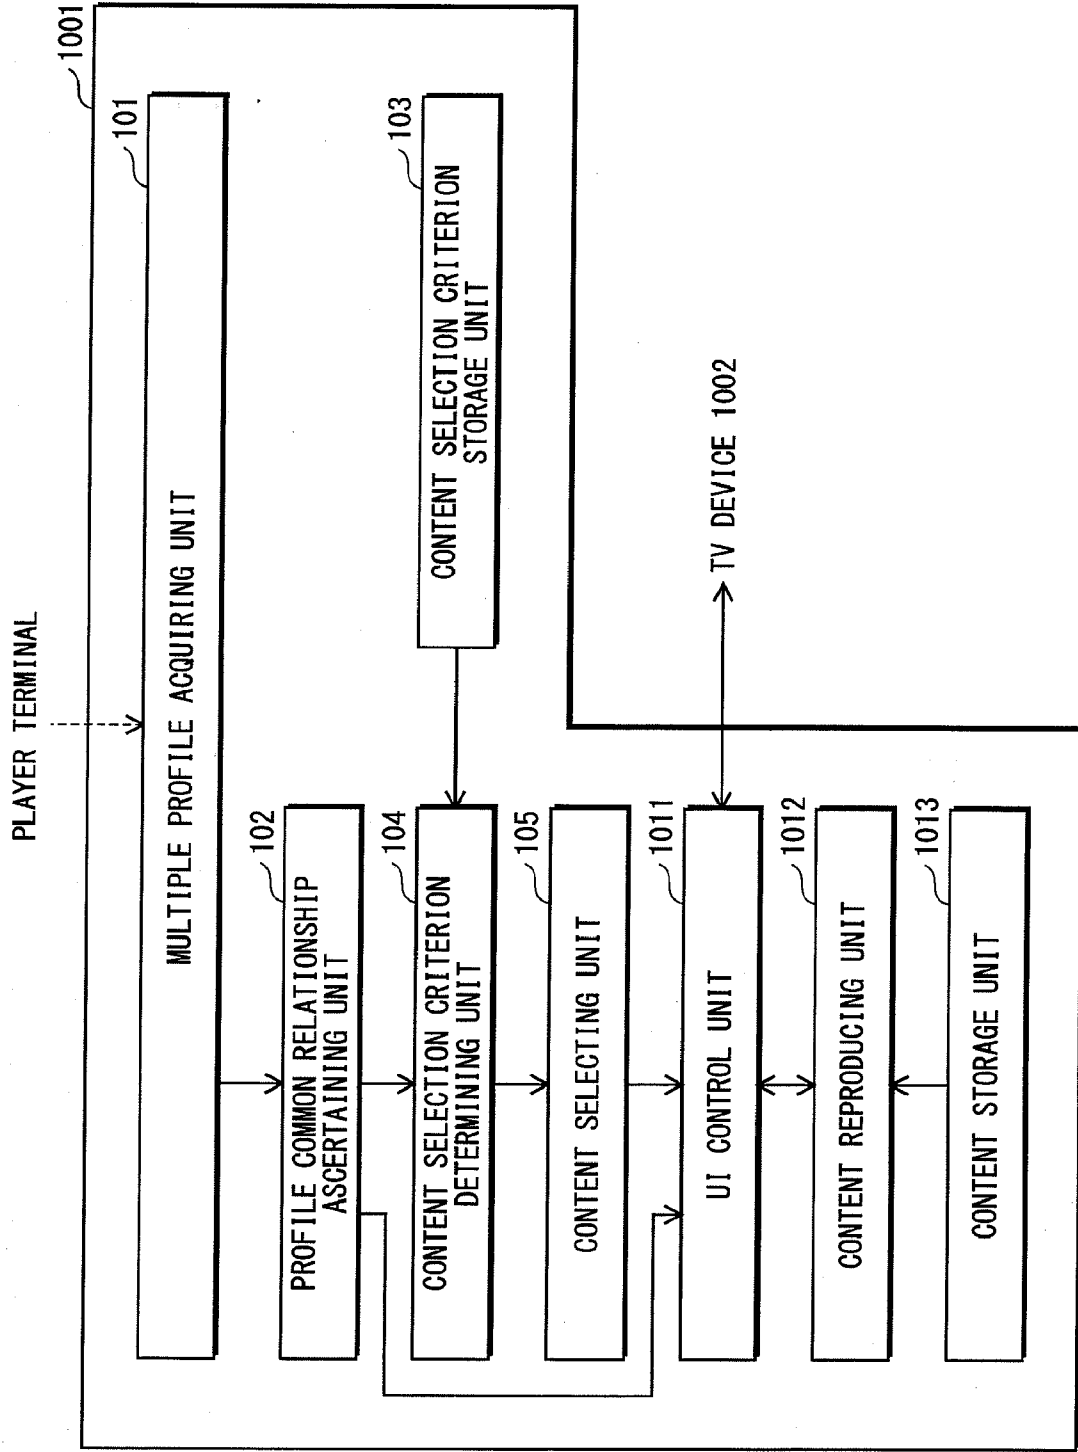 PLAYER TERMINAL
1001
101
MULTIPLE PROFILE ACQUIRING UNIT
102
PROFILE COMMON RELATIONSHIP
ASCERTAINING UNIT
103
CONTENT SELECTION CRITERION
STORAGE UNIT
104
CONTENT SELECTION CRITERION
DETERMINING UNIT
105
CONTENT SELECTING UNIT
1011
UI CONTROL UNIT
TV DEVICE 1002
1012
CONTENT REPRODUCING UNIT
1013
CONTENT STORAGE UNIT